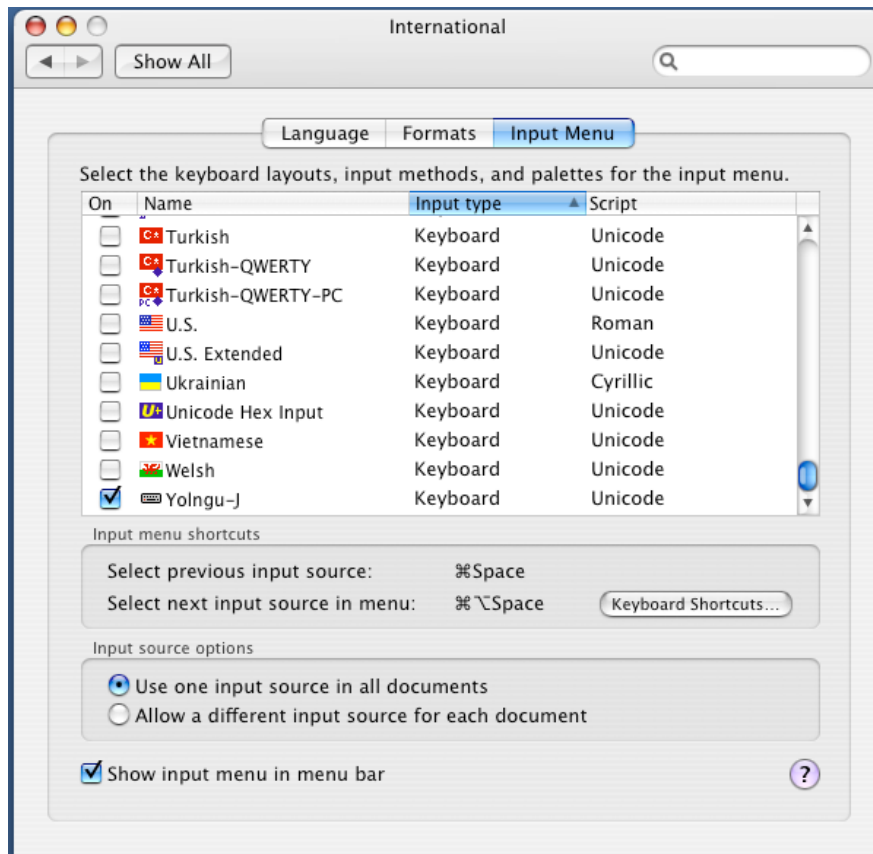 International
Show All
Language Formats Input Menu
Select the keyboard layouts, input methods, and palettes for the input menu.
On Name Input type Script
Turkish Keyboard Unicode
Turkish-QWERTY Keyboard Unicode
Turkish-QWERTY-PC Keyboard Unicode
U.S. Keyboard Roman
U.S. Extended Keyboard Unicode
Ukrainian Keyboard Cyrillic
Unicode Hex Input Keyboard Unicode
Vietnamese Keyboard Unicode
Welsh Keyboard Unicode
Yolngu-J Keyboard Unicode
Input menu shortcuts
Select previous input source: ⌘Space
Select next input source in menu: ⌘⌥Space Keyboard Shortcuts...
Input source options
Use one input source in all documents
Allow a different input source for each document
Show input menu in menu bar ?